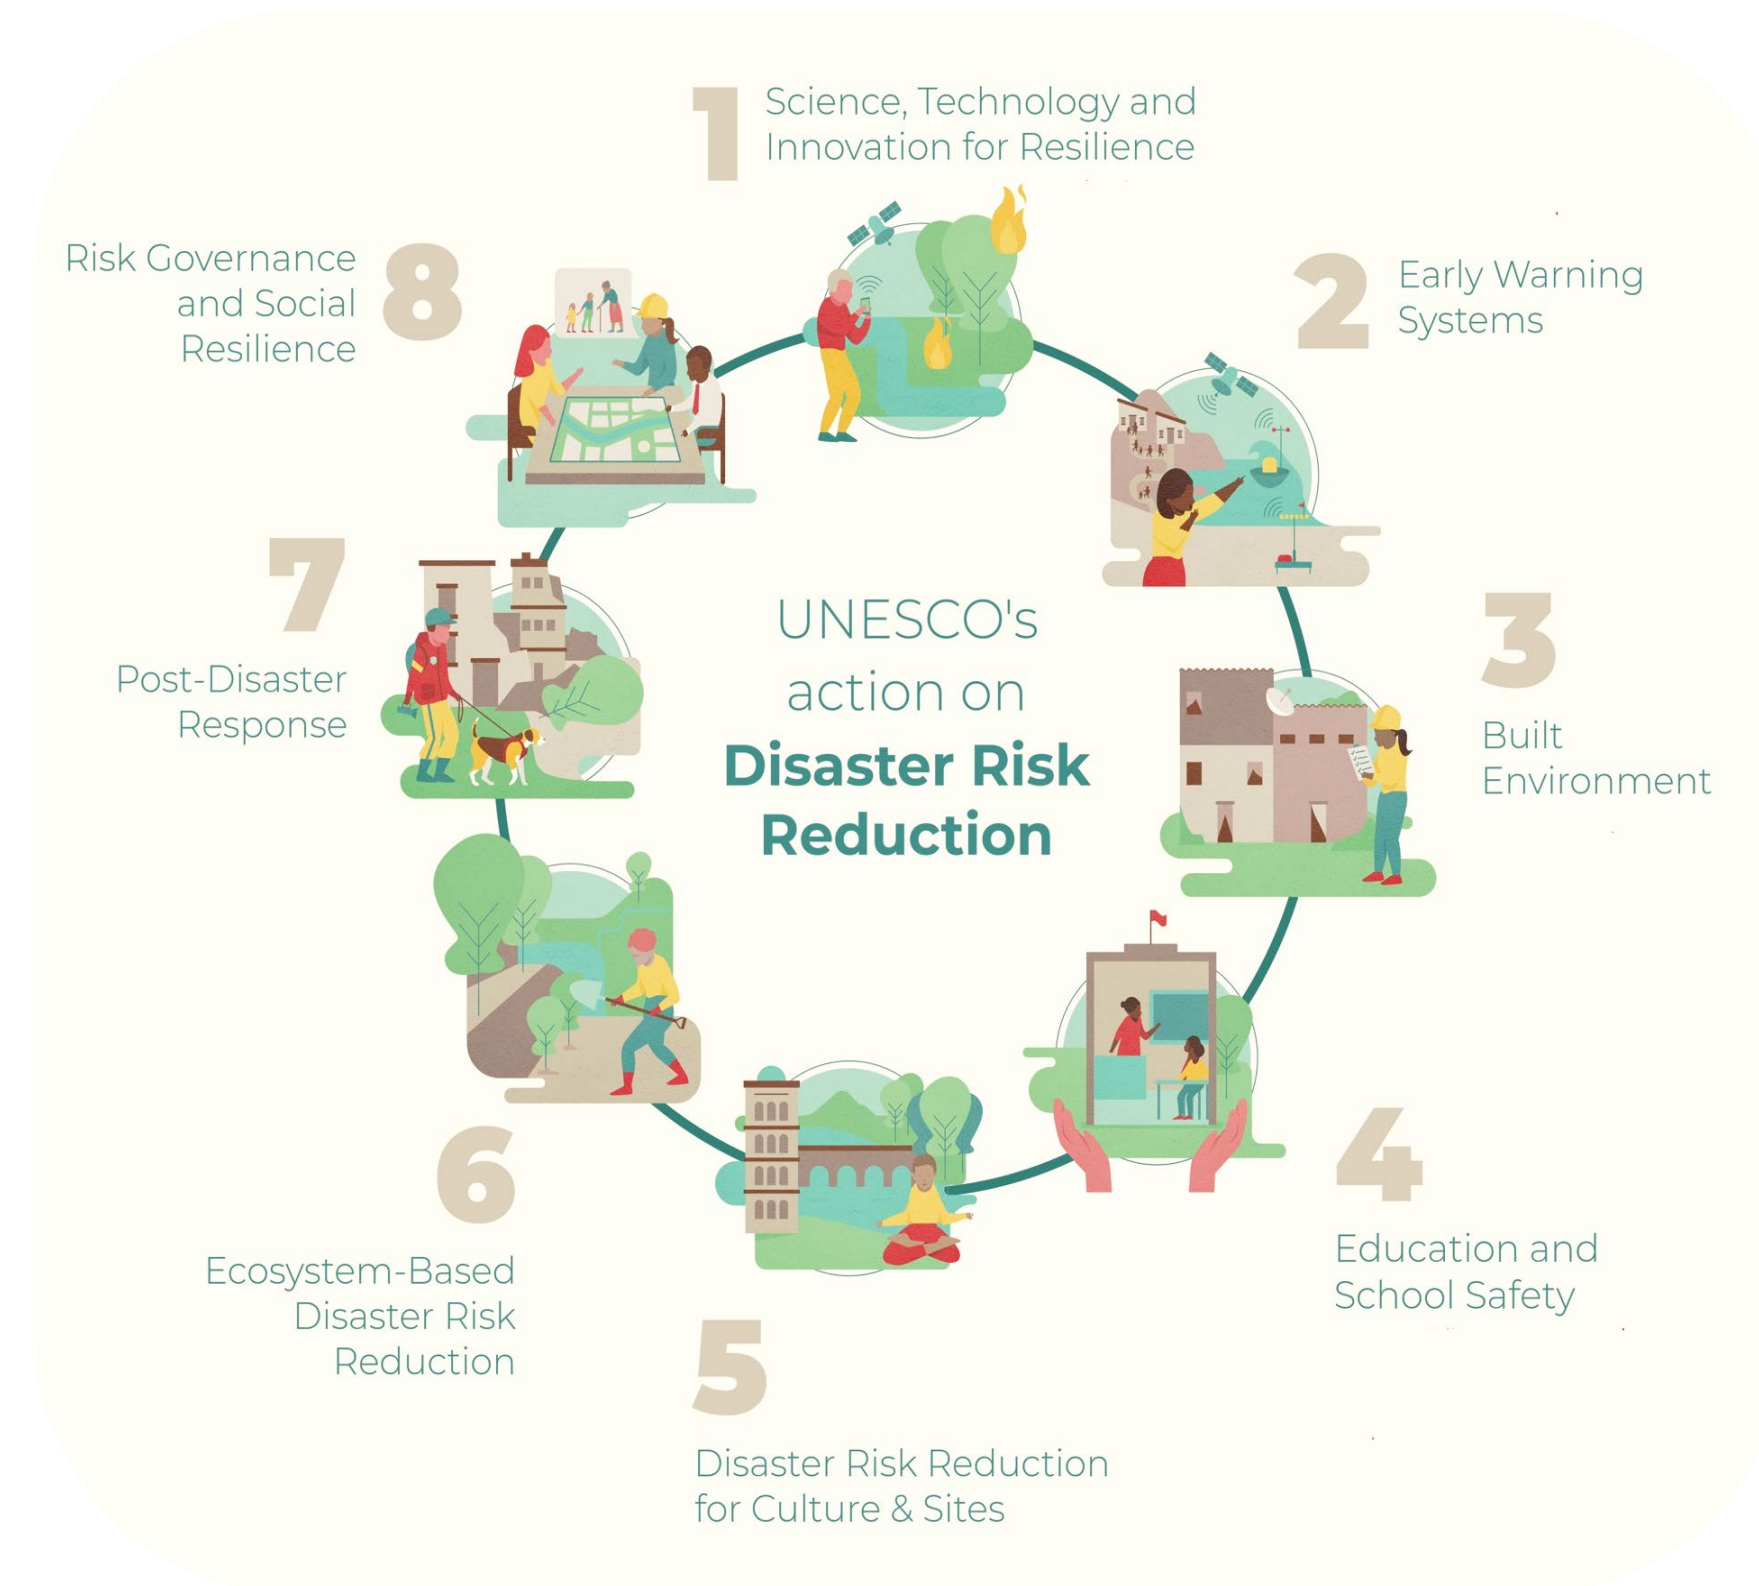 1
Science, Technology and
Innovation for Resilience
2
Early Warning
Systems
3
Built
Environment
4
Education and
School Safety
5
Disaster Risk Reduction
for Culture & Sites
6
Ecosystem-Based
Disaster Risk
Reduction
7
Post-Disaster
Response
8
Risk Governance
and Social
Resilience
UNESCO's
action on
Disaster Risk
Reduction